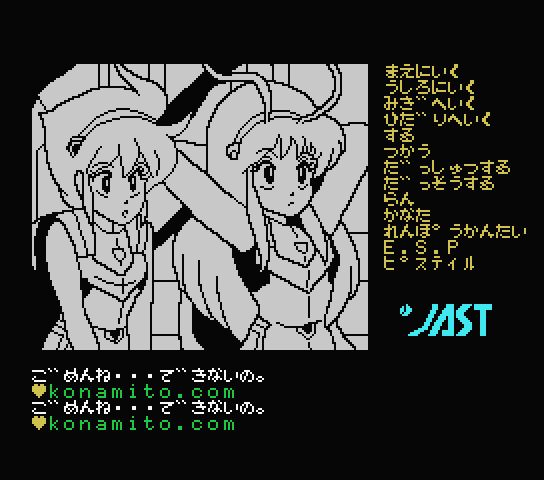 まえにいく
うしろにいく
みぎへいく
ひだりへいく
する
つかう
だっしゅつする
だっそうする
らん
かなた
れんぽうかんたい
E.S.P
ピステイル
JAST
ごめんね・・・できないの。
♥konamito.com
ごめんね・・・できないの。
♥konamito.com